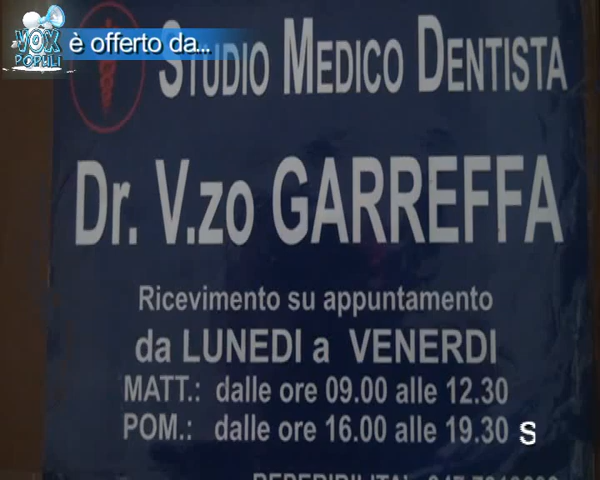 VOX
POPULI
è offerto da...
STUDIO MEDICO DENTISTA
Dr. V.zo GARREFFA
Ricevimento su appuntamento
da LUNEDI a VENERDI
MATT.: dalle ore 09.00 alle 12.30
POM.: dalle ore 16.00 alle 19.30 S
REPERIBILITA'